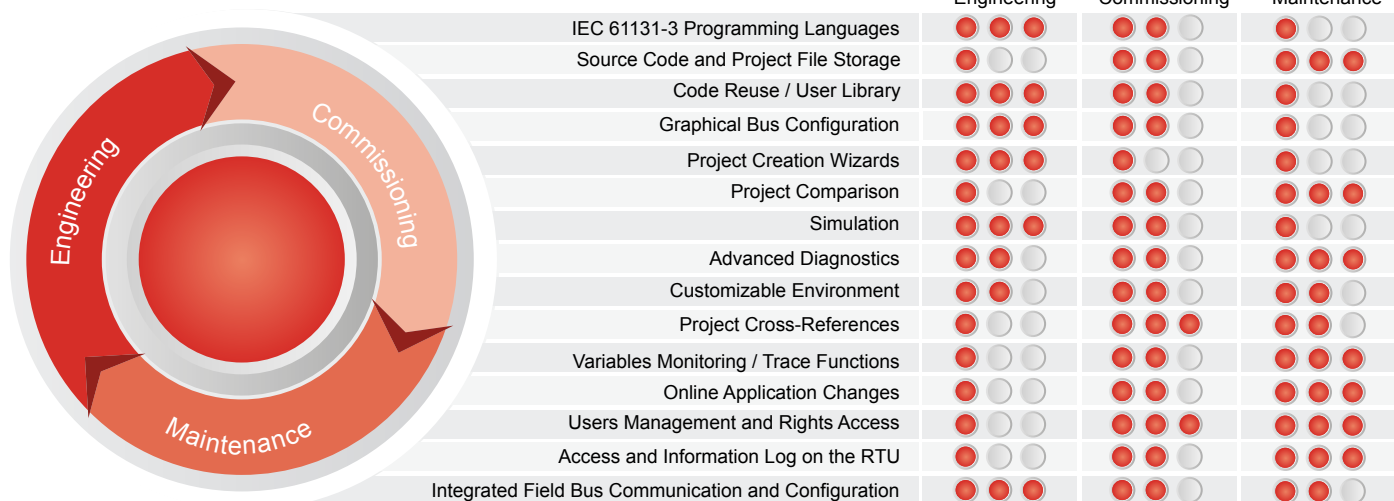 Engineering Commissioning Maintenance
IEC 61131-3 Programming Languages
Source Code and Project File Storage
Code Reuse / User Library
Graphical Bus Configuration
Project Creation Wizards
Project Comparison
Simulation
Advanced Diagnostics
Customizable Environment
Project Cross-References
Variables Monitoring / Trace Functions
Online Application Changes
Users Management and Rights Access
Access and Information Log on the RTU
Integrated Field Bus Communication and Configuration
Engineering
Commissioning
Maintenance